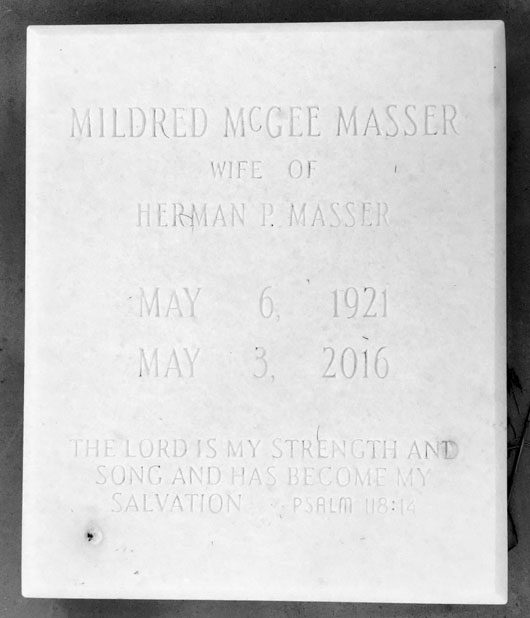 MILDRED McGEE MASSER
WIFE OF
HERMAN P. MASSER
MAY 6, 1921
MAY 3, 2016
THE LORD IS MY STRENGTH AND
SONG AND HAS BECOME MY
SALVATION PSALM 118:14